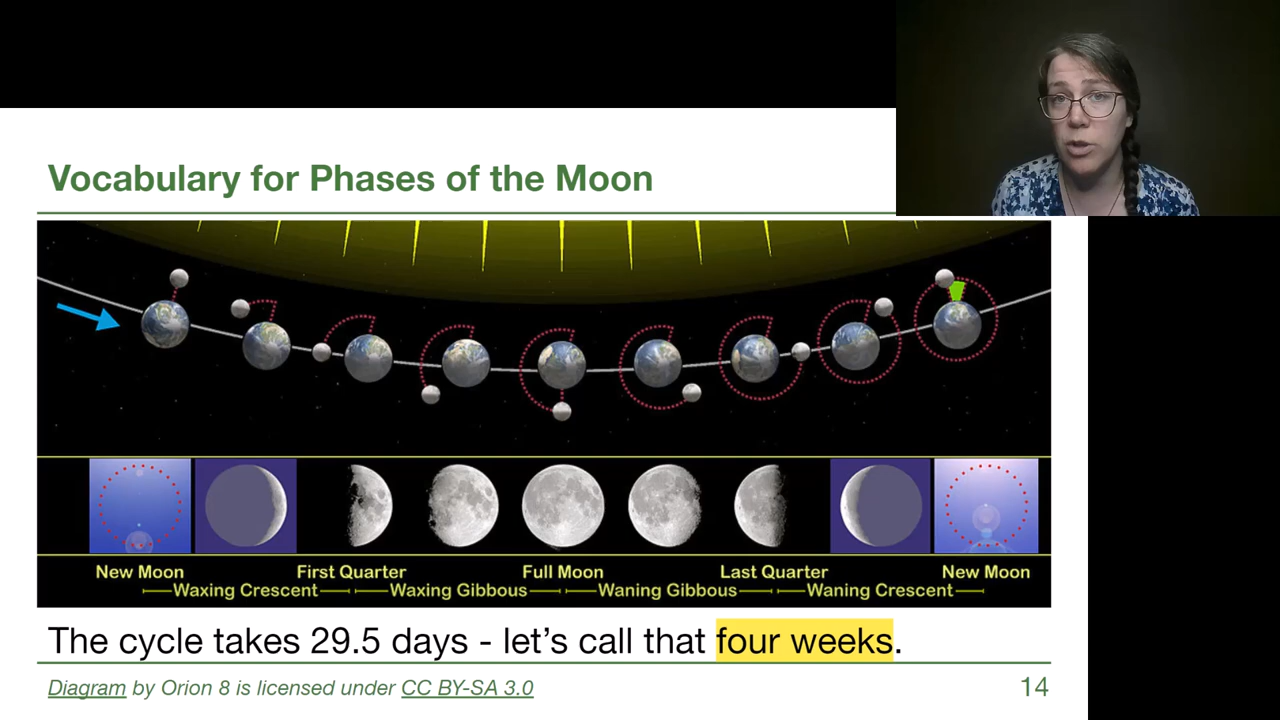 Vocabulary for Phases of the Moon
New Moon First Quarter Full Moon Last Quarter New Moon
Waxing Crescent Waxing Gibbous Waning Gibbous Waning Crescent
The cycle takes 29.5 days - let’s call that four weeks.
Diagram by Orion 8 is licensed under CC BY-SA 3.0 14